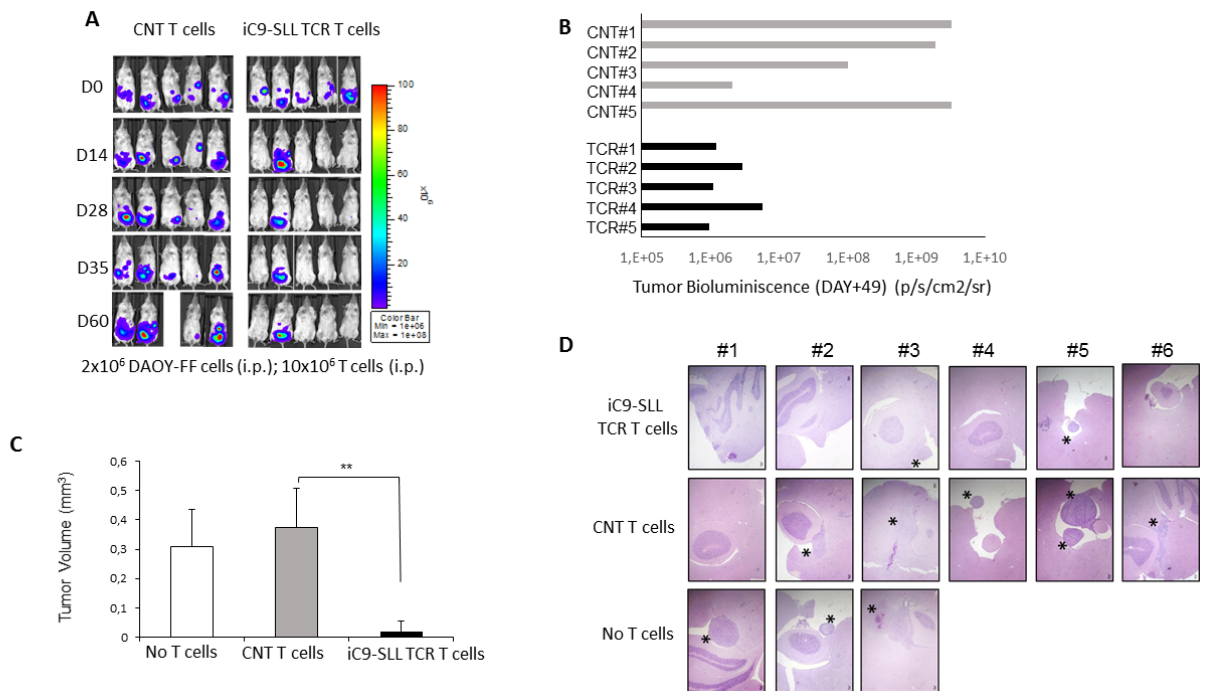 A
CNT T cells
iC9-SLL TCR T cells
D0
D14
D28
D35
D60
100
80
60
40
20
x10
6
Color Bar
Min = 1e+06
Max = 1e+08
2x10⁶ DAOY-FF cells (i.p.); 10x10⁶ T cells (i.p.)
B
CNT#1
CNT#2
CNT#3
CNT#4
CNT#5
TCR#1
TCR#2
TCR#3
TCR#4
TCR#5
1,E+05 1,E+06 1,E+07 1,E+08 1,E+09 1,E+10
Tumor Bioluminiscence (DAY+49) (p/s/cm2/sr)
C
Tumor Volume (mm³)
0,6
0,5
0,4
0,3
0,2
0,1
0
**
No T cells CNT T cells iC9-SLL TCR T cells
D
#1 #2 #3 #4 #5 #6
iC9-SLL
TCR T cells
* *
CNT T cells
* * * * * *
No T cells
* * *